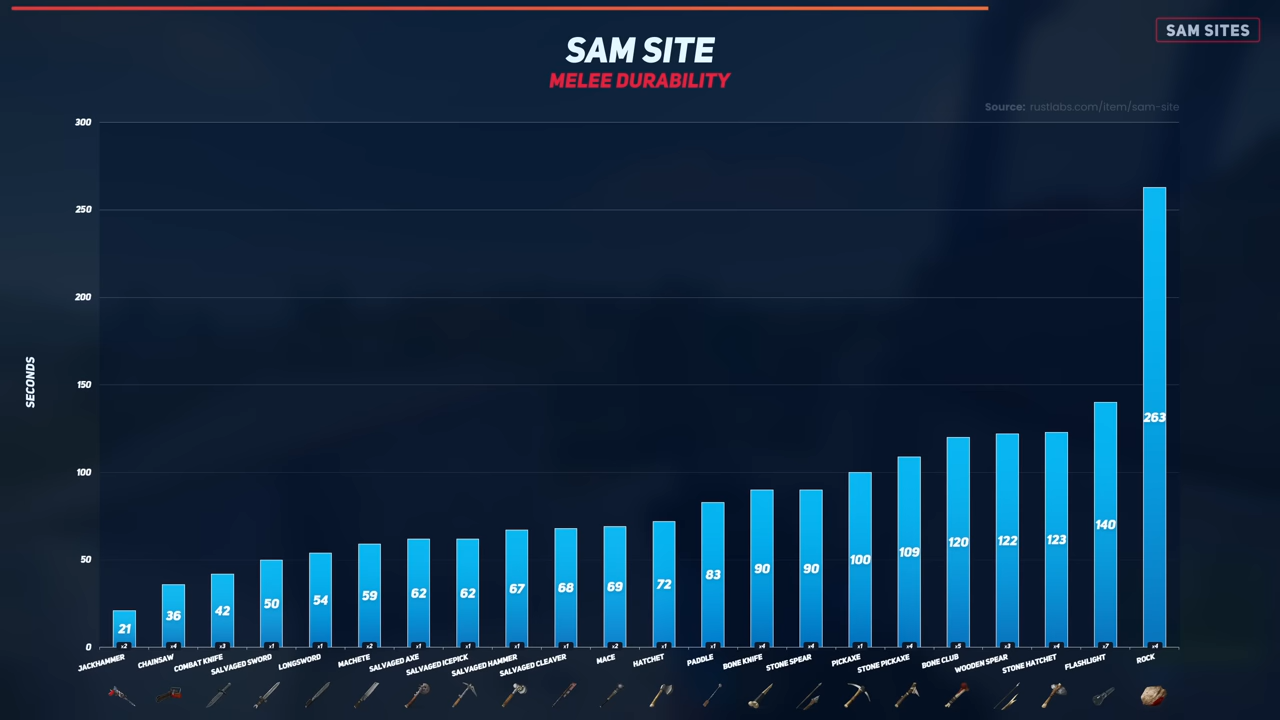 SAM SITES
SAM SITE
MELEE DURABILITY
Source: rustlabs.com/item/sam-site
300
250
200
150
100
50
0
SECONDS
21 36 42 50 54 59 62 62 67 68 69 72 83 90 90 100 109 120 122 123 140 263
JACKHAMMER CHAINSAW COMBAT KNIFE SALVAGED SWORD LONGSWORD MACHETE SALVAGED AXE SALVAGED ICEPICK SALVAGED HAMMER SALVAGED CLEAVER MACE HATCHET PADDLE BONE KNIFE STONE SPEAR PICKAXE STONE PICKAXE BONE CLUB WOODEN SPEAR STONE HATCHET FLASHLIGHT ROCK